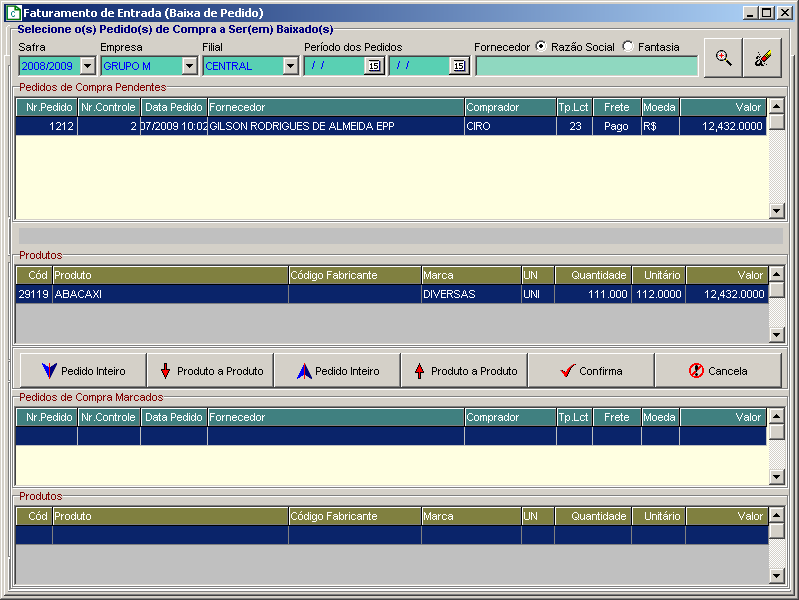 Faturamento de Entrada (Baixa de Pedido)
Selecione o(s) Pedido(s) de Compra a Ser(em) Baixado(s)
Safra Empresa Filial Período dos Pedidos Fornecedor Razão Social Fantasia
2008/2009 GRUPO M CENTRAL / / 15 / / 15
Pedidos de Compra Pendentes
Nr.Pedido Nr.Controle Data Pedido Fornecedor Comprador Tp.Lct Frete Moeda Valor
1212 2 07/2009 10:02 GILSON RODRIGUES DE ALMEIDA EPP CIRO 23 Pago R$ 12,432.0000
Produtos
Cód Produto Código Fabricante Marca UN Quantidade Unitário Valor
29119 ABACAXI DIVERSAS UNI 111.000 112.0000 12,432.0000
Pedido Inteiro Produto a Produto Pedido Inteiro Produto a Produto Confirma Cancela
Pedidos de Compra Marcados
Nr.Pedido Nr.Controle Data Pedido Fornecedor Comprador Tp.Lct Frete Moeda Valor
Produtos
Cód Produto Código Fabricante Marca UN Quantidade Unitário Valor